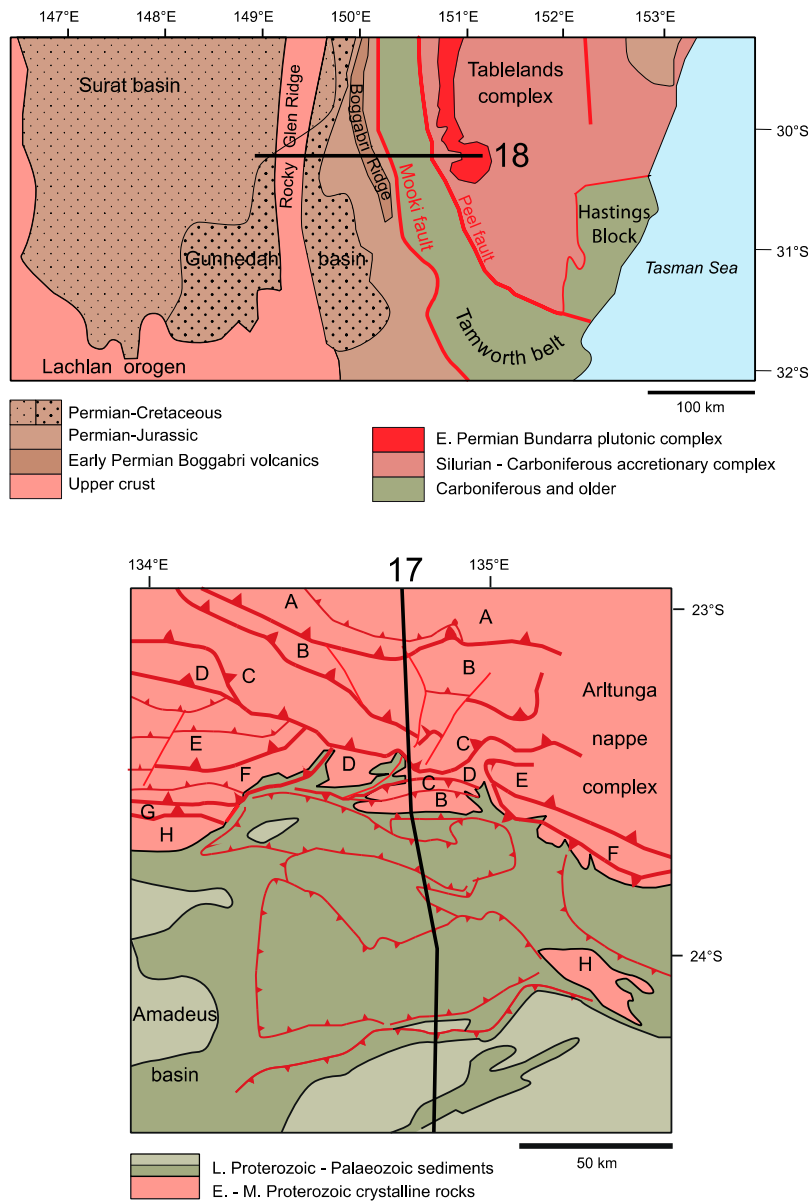 147°E 148°E 149°E 150°E 151°E 152°E 153°E
Surat basin
Rocky Glen Ridge
Boggabri Ridge
Tablelands
complex
30°S
18
Mooki fault
Peel fault
Hastings
Block
Gunnedah basin
31°S
Tasman Sea
Tamworth belt
Lachlan orogen
32°S
100 km
Permian-Cretaceous
Permian-Jurassic
Early Permian Boggabri volcanics
Upper crust
E. Permian Bundarra plutonic complex
Silurian - Carboniferous accretionary complex
Carboniferous and older
134°E 17 135°E
23°S
A A
B B
D C
Arltunga
nappe
complex
E
C
D D E
F C
B
G
H
F
24°S
H
Amadeus
basin
50 km
L. Proterozoic - Palaeozoic sediments
E. - M. Proterozoic crystalline rocks